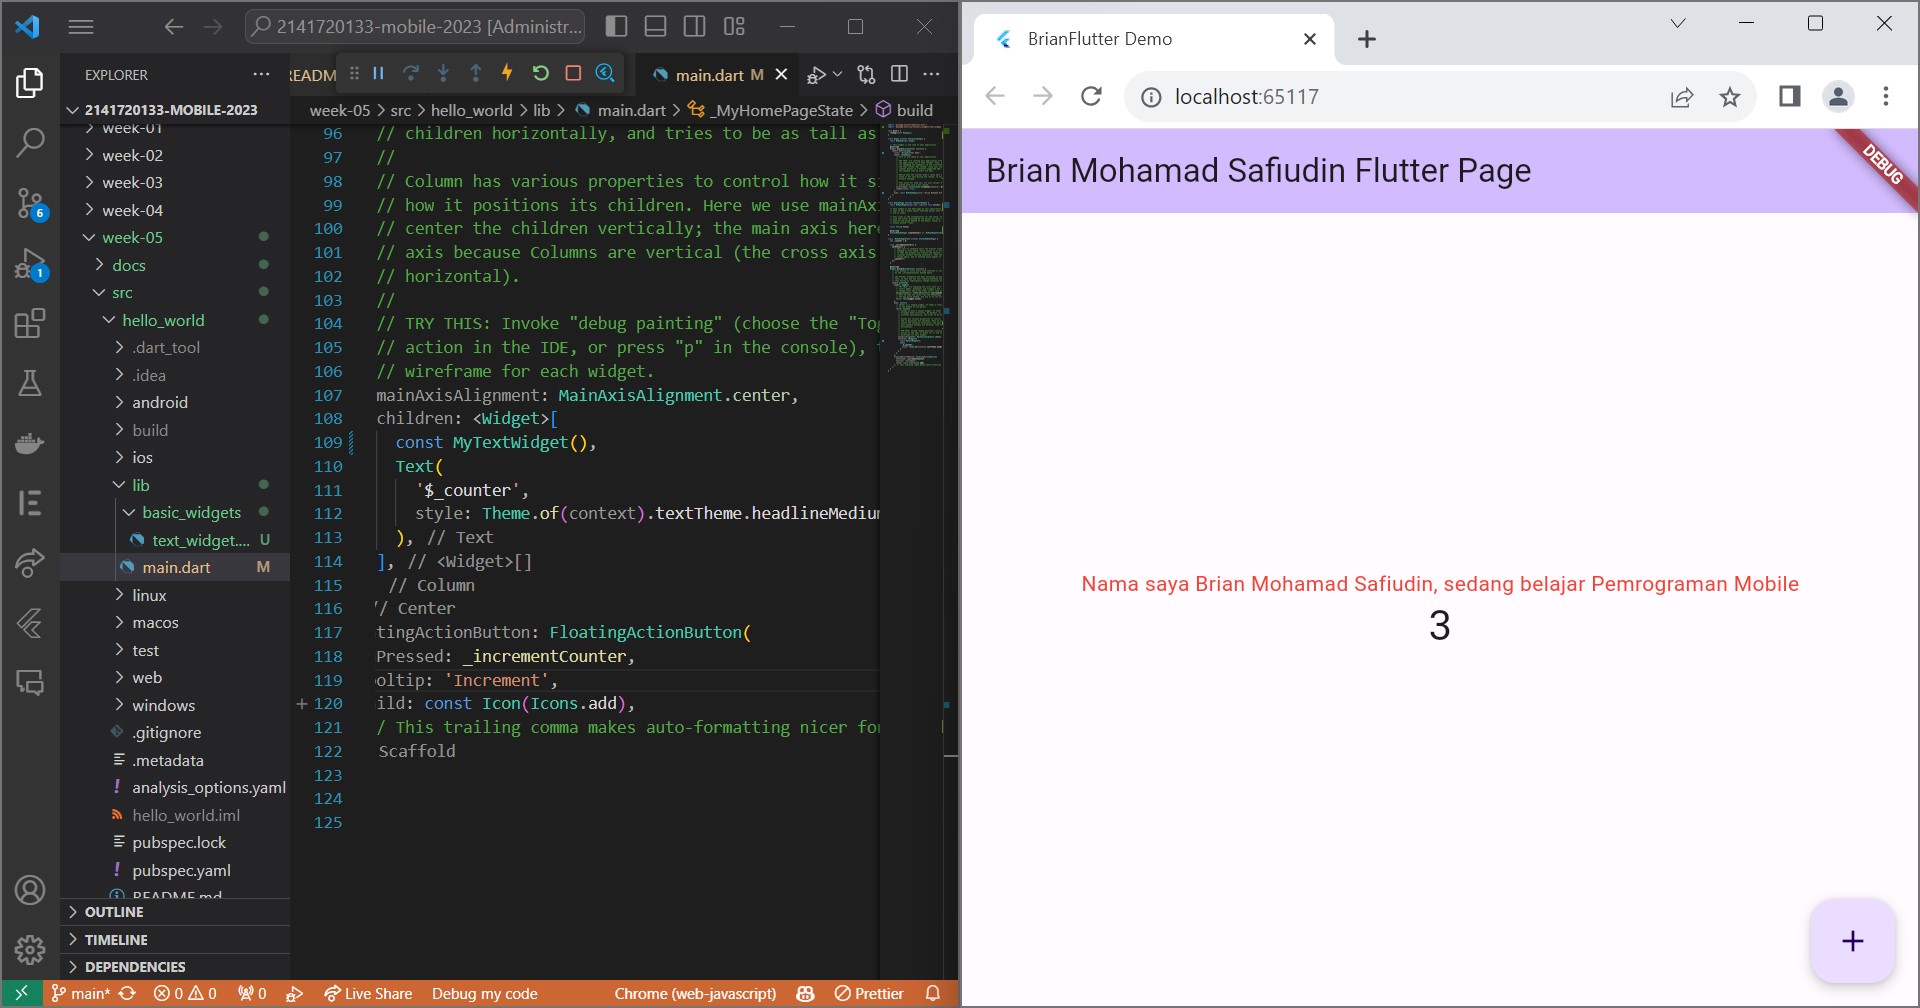 2141720133-mobile-2023 [Administr...
EXPLORER
2141720133-MOBILE-2023
week-01
week-02
week-03
week-04
week-05
docs
src
hello_world
.dart_tool
.idea
android
build
ios
lib
basic_widgets
text_widget.... U
main.dart M
linux
macos
test
web
windows
.gitignore
.metadata
! analysis_options.yaml
hello_world.iml
pubspec.lock
! pubspec.yaml
README.md
OUTLINE
TIMELINE
DEPENDENCIES
6
1
READM
main.dart M
week-05 > src > hello_world > lib > main.dart > _MyHomePageState > build
96 // children horizontally, and tries to be as tall as
97 //
98 // Column has various properties to control how it si
99 // how it positions its children. Here we use mainAxi
100 // center the children vertically; the main axis here
101 // axis because Columns are vertical (the cross axis
102 // horizontal).
103 //
104 // TRY THIS: Invoke "debug painting" (choose the "Tog
105 // action in the IDE, or press "p" in the console),
106 // wireframe for each widget.
107 mainAxisAlignment: MainAxisAlignment.center,
108 children: <Widget>[
109 const MyTextWidget(),
110 Text(
111 '$_counter',
112 style: Theme.of(context).textTheme.headlineMedium
113 ), // Text
114 ], // <Widget>[]
115 // Column
116 // Center
117 tingActionButton: FloatingActionButton(
118 Pressed: _incrementCounter,
119 oltip: 'Increment',
120 ild: const Icon(Icons.add),
121 / This trailing comma makes auto-formatting nicer for
122 Scaffold
123
124
125
main* 0 0 0 Live Share Debug my code Chrome (web-javascript) Prettier
BrianFlutter Demo
localhost:65117
Brian Mohamad Safiudin Flutter Page
DEBUG
Nama saya Brian Mohamad Safiudin, sedang belajar Pemrograman Mobile
3
+